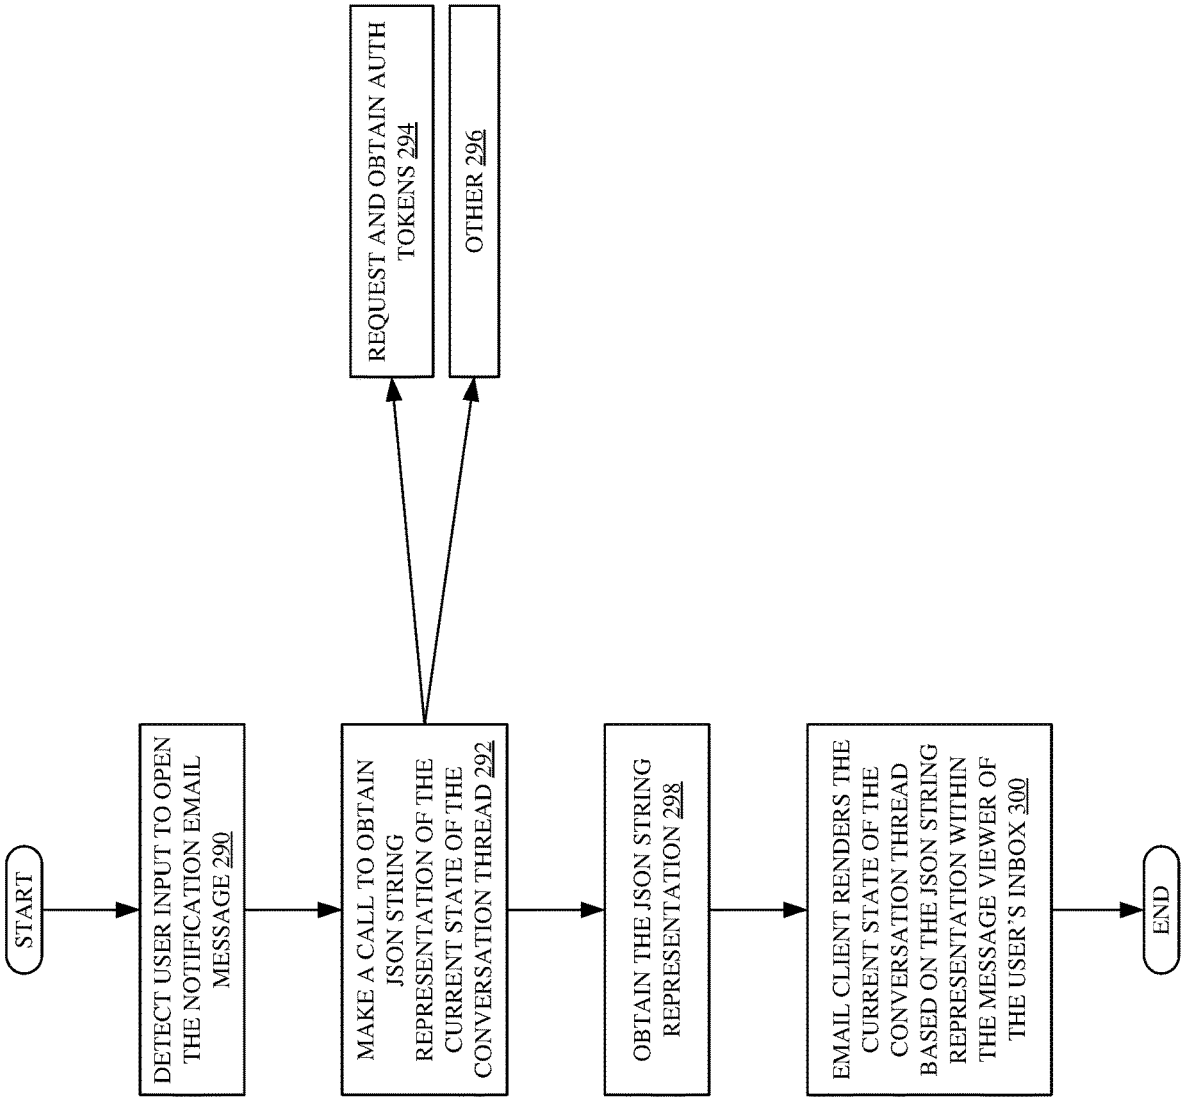 START
DETECT USER INPUT TO OPEN
THE NOTIFICATION EMAIL
MESSAGE 290
MAKE A CALL TO OBTAIN
JSON STRING
REPRESENTATION OF THE
CURRENT STATE OF THE
CONVERSATION THREAD 292
REQUEST AND OBTAIN AUTH
TOKENS 294
OTHER 296
OBTAIN THE JSON STRING
REPRESENTATION 298
EMAIL CLIENT RENDERS THE
CURRENT STATE OF THE
CONVERSATION THREAD
BASED ON THE JSON STRING
REPRESENTATION WITHIN
THE MESSAGE VIEWER OF
THE USER'S INBOX 300
END